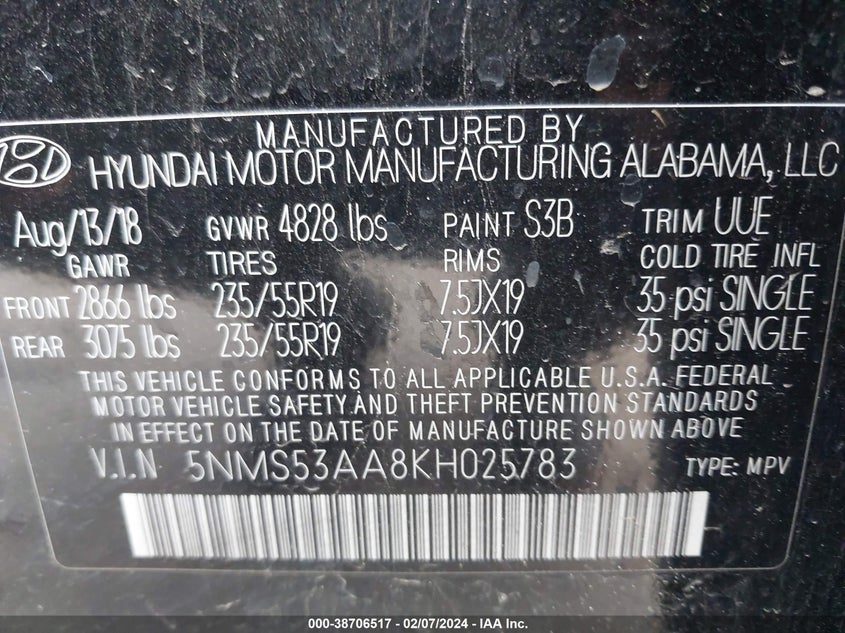 MANUFACTURED BY
HYUNDAI MOTOR MANUFACTURING ALABAMA, LLC
Aug/13/18 GVWR 4828 lbs PAINT S3B TRIM UUE
GAWR TIRES RIMS COLD TIRE INFL
FRONT 2866 lbs 235/55R19 7.5JX19 35 psi SINGLE
REAR 3075 lbs 235/55R19 7.5JX19 35 psi SINGLE
THIS VEHICLE CONFORMS TO ALL APPLICABLE U.S.A. FEDERAL
MOTOR VEHICLE SAFETY AND THEFT PREVENTION STANDARDS
IN EFFECT ON THE DATE OF MANUFACTURE SHOWN ABOVE
V.I.N 5NMS53AA8KH025783 TYPE: MPV
000-38706517 - 02/07/2024 - IAA Inc.